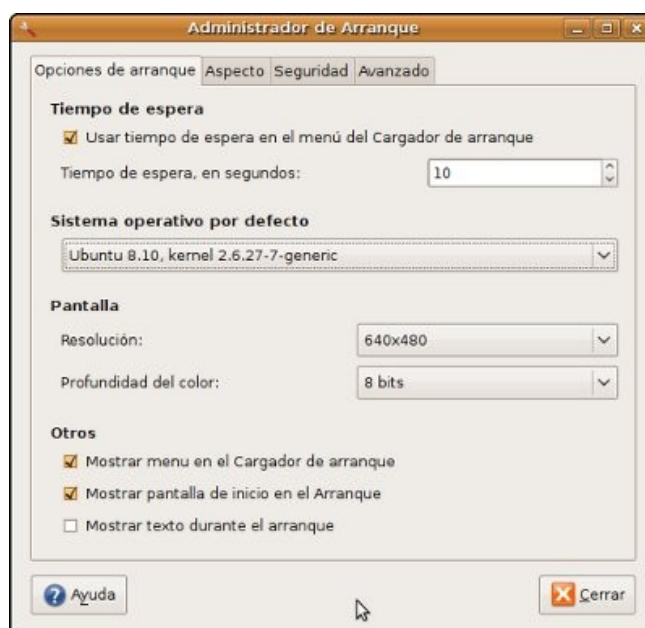 Administrador de Arranque
Opciones de arranque Aspecto Seguridad Avanzado
Tiempo de espera
Usar tiempo de espera en el menú del Cargador de arranque
Tiempo de espera, en segundos: 10
Sistema operativo por defecto
Ubuntu 8.10, kernel 2.6.27-7-generic
Pantalla
Resolución: 640x480
Profundidad del color: 8 bits
Otros
Mostrar menu en el Cargador de arranque
Mostrar pantalla de inicio en el Arranque
Mostrar texto durante el arranque
Ayuda Cerrar